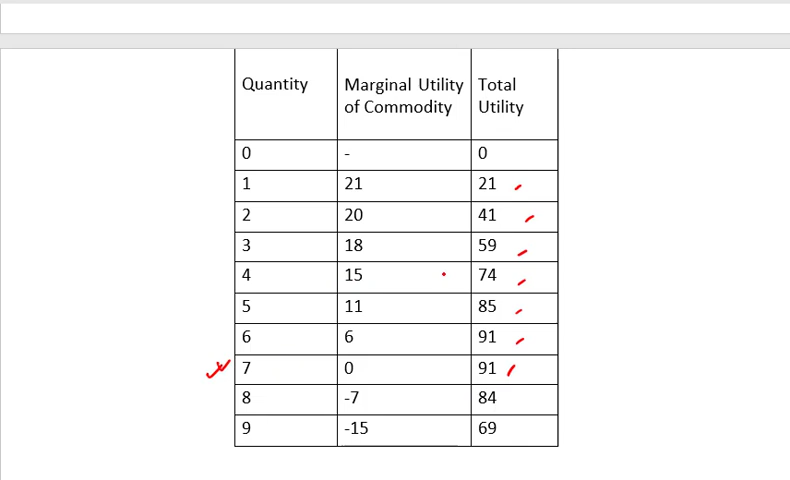 Quantity Marginal Utility Total
of Commodity Utility
0 - 0
1 21 21
2 20 41
3 18 59
4 15 74
5 11 85
6 6 91
7 0 91
8 -7 84
9 -15 69